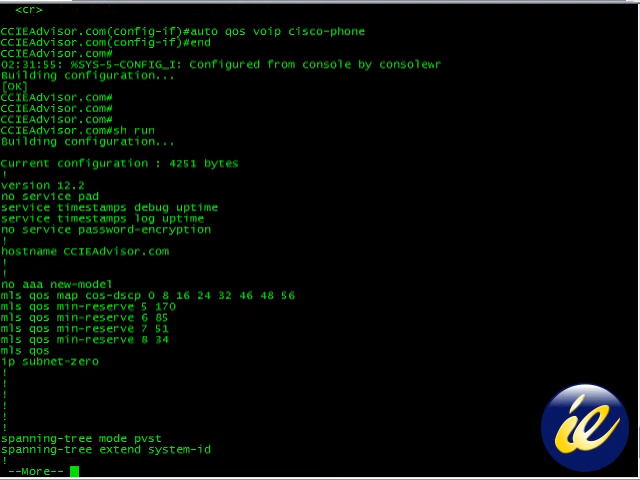 <cr>
CCIEAdvisor.com(config-if)#auto qos voip cisco-phone
CCIEAdvisor.com(config-if)#end
CCIEAdvisor.com#
02:31:55: %SYS-5-CONFIG_I: Configured from console by consolewr
Building configuration...
[OK]
CCIEAdvisor.com#
CCIEAdvisor.com#
CCIEAdvisor.com#
CCIEAdvisor.com#sh run
Building configuration...
Current configuration : 4251 bytes
!
version 12.2
no service pad
service timestamps debug uptime
service timestamps log uptime
no service password-encryption
!
hostname CCIEAdvisor.com
!
!
no aaa new-model
mls qos map cos-dscp 0 8 16 24 32 46 48 56
mls qos min-reserve 5 170
mls qos min-reserve 6 85
mls qos min-reserve 7 51
mls qos min-reserve 8 34
mls qos
ip subnet-zero
!
!
!
!
!
!
spanning-tree mode pvst
spanning-tree extend system-id
!
--More--
ie